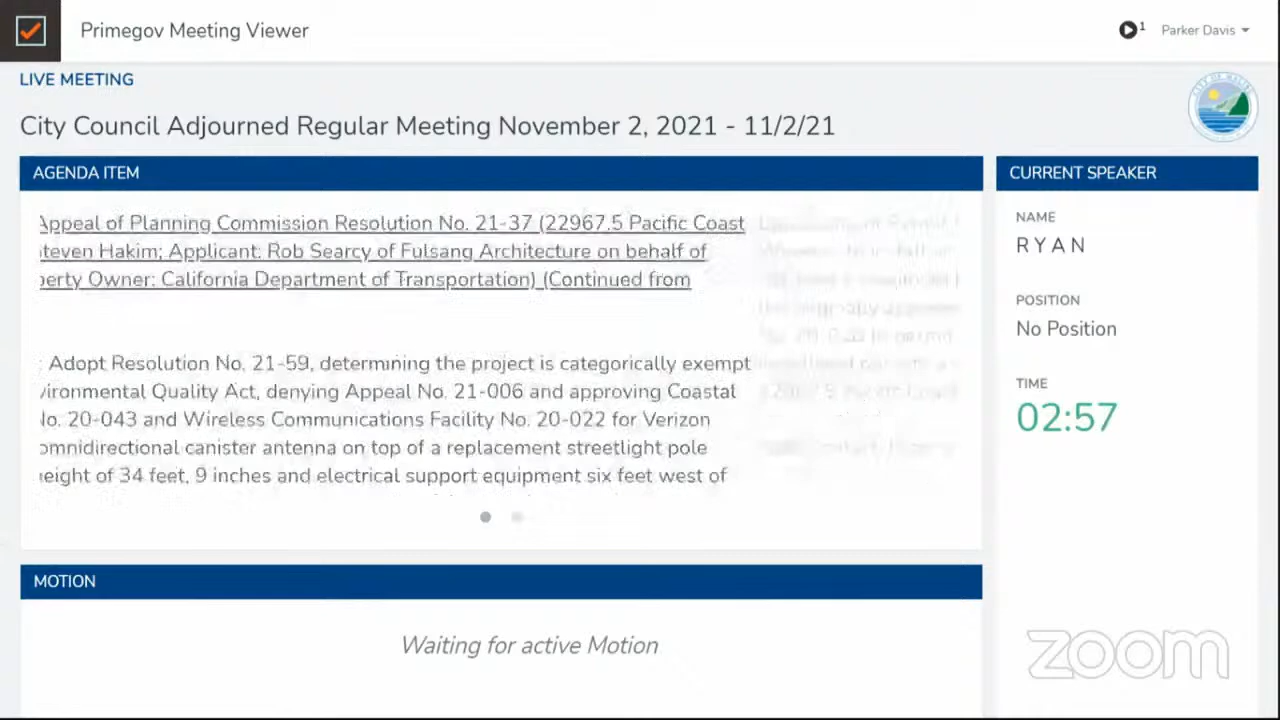 Primegov Meeting Viewer
1 Parker Davis
LIVE MEETING
City Council Adjourned Regular Meeting November 2, 2021 - 11/2/21
AGENDA ITEM
Appeal of Planning Commission Resolution No. 21-37 (22967.5 Pacific Coast
teven Hakim; Applicant: Rob Searcy of Fulsang Architecture on behalf of
perty Owner: California Department of Transportation) (Continued from
: Adopt Resolution No. 21-59, determining the project is categorically exempt
vironmental Quality Act, denying Appeal No. 21-006 and approving Coastal
No. 20-043 and Wireless Communications Facility No. 20-022 for Verizon
omnidirectional canister antenna on top of a replacement streetlight pole
height of 34 feet, 9 inches and electrical support equipment six feet west of
MOTION
Waiting for active Motion
CURRENT SPEAKER
NAME
R Y A N
POSITION
No Position
TIME
02:57
zoom